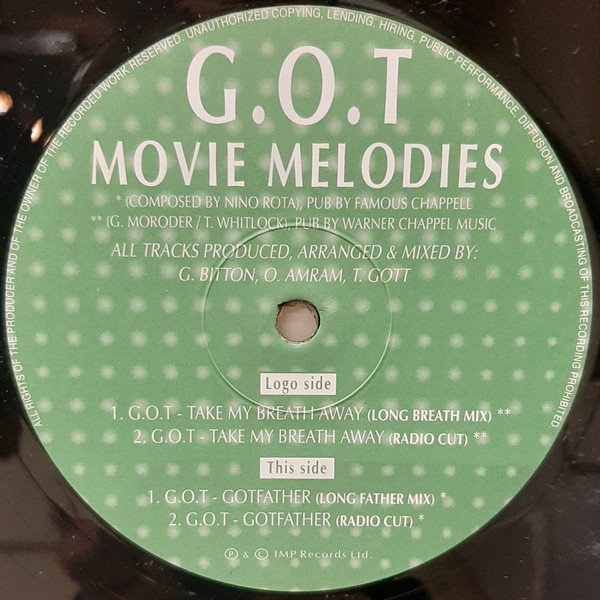 ALL RIGHTS OF THE PRODUCER AND OF THE OWNER OF THE RECORDED WORK RESERVED. UNAUTHORIZED COPYING, LENDING, HIRING, PUBLIC PERFORMANCE, DIFFUSION AND BROADCASTING OF THIS RECORDING PROHIBITED
G.O.T
MOVIE MELODIES
* (COMPOSED BY NINO ROTA), PUB BY FAMOUS CHAPPELL
** (G. MORODER / T. WHITLOCK), PUB BY WARNER CHAPPEL MUSIC
ALL TRACKS PRODUCED, ARRANGED & MIXED BY:
G. BITTON, O. AMRAM, T. GOTT
Logo side
1. G.O.T - TAKE MY BREATH AWAY (LONG BREATH MIX) **
2. G.O.T - TAKE MY BREATH AWAY (RADIO CUT) **
This side
1. G.O.T - GOTFATHER (LONG FATHER MIX) *
2. G.O.T - GOTFATHER (RADIO CUT) *
Ⓟ & © IMP Records Ltd.